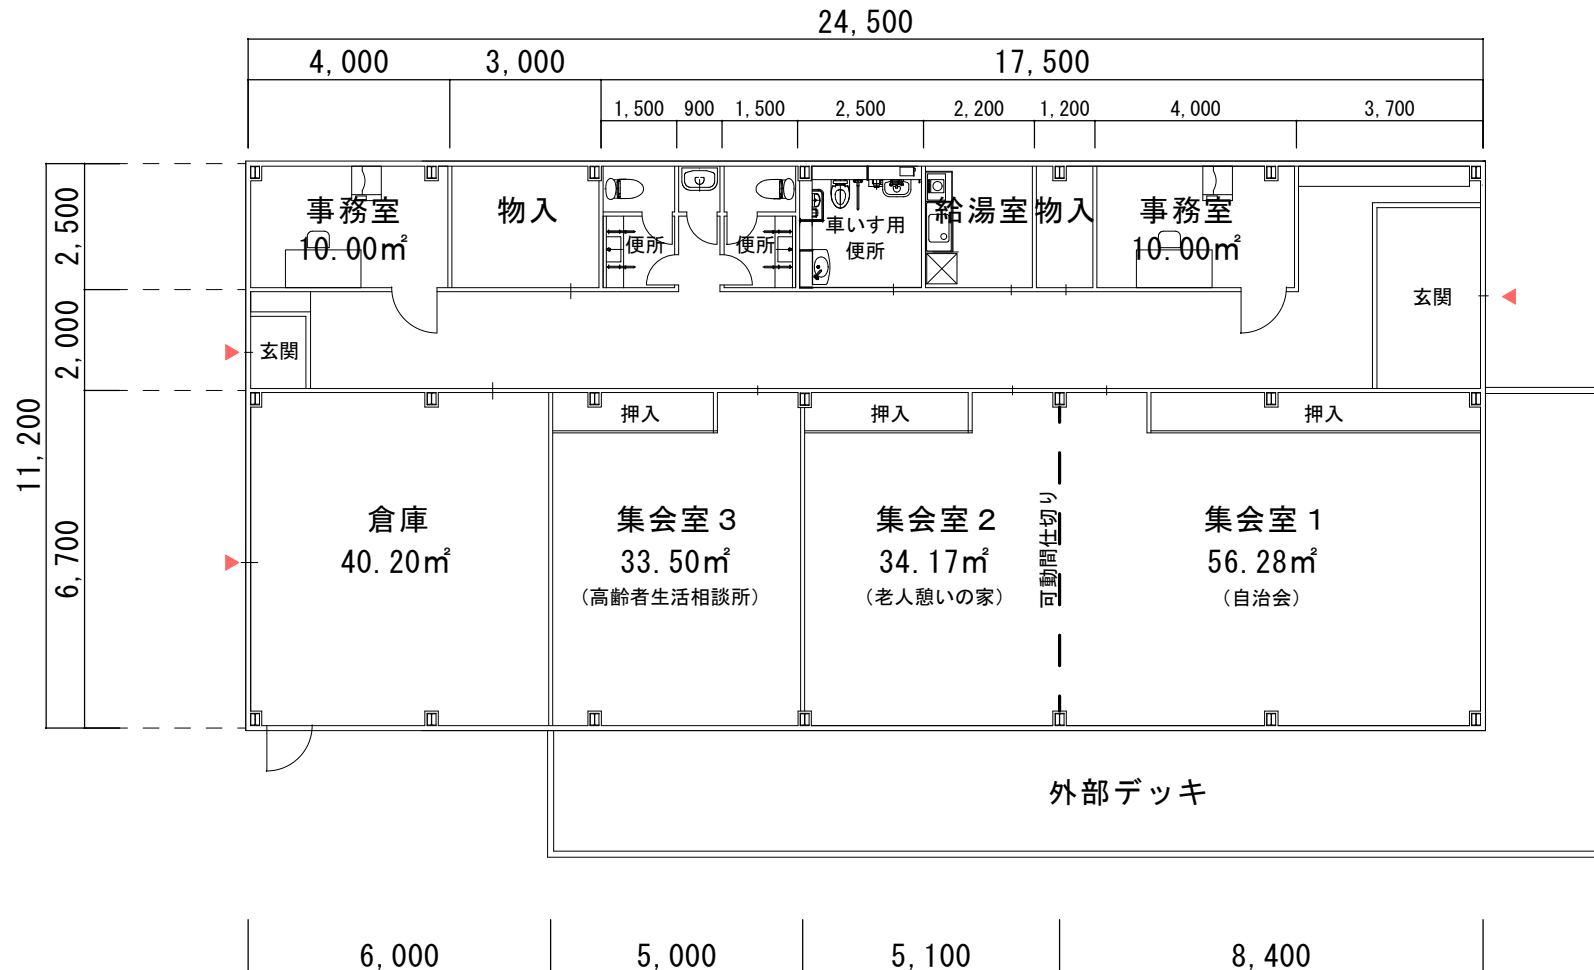 24,500
4,000
3,000
17,500
1,500
900
1,500
2,500
2,200
1,200
4,000
3,700
11,200
2,500
2,000
6,700
事務室
10.00㎡
物入
便所
便所
車いす用
便所
給湯室
物入
事務室
10.00㎡
玄関
玄関
押入
押入
押入
倉庫
40.20㎡
集会室3
33.50㎡
(高齢者生活相談所)
集会室2
34.17㎡
(老人憩いの家)
可動間仕切り
集会室1
56.28㎡
(自治会)
外部デッキ
6,000
5,000
5,100
8,400